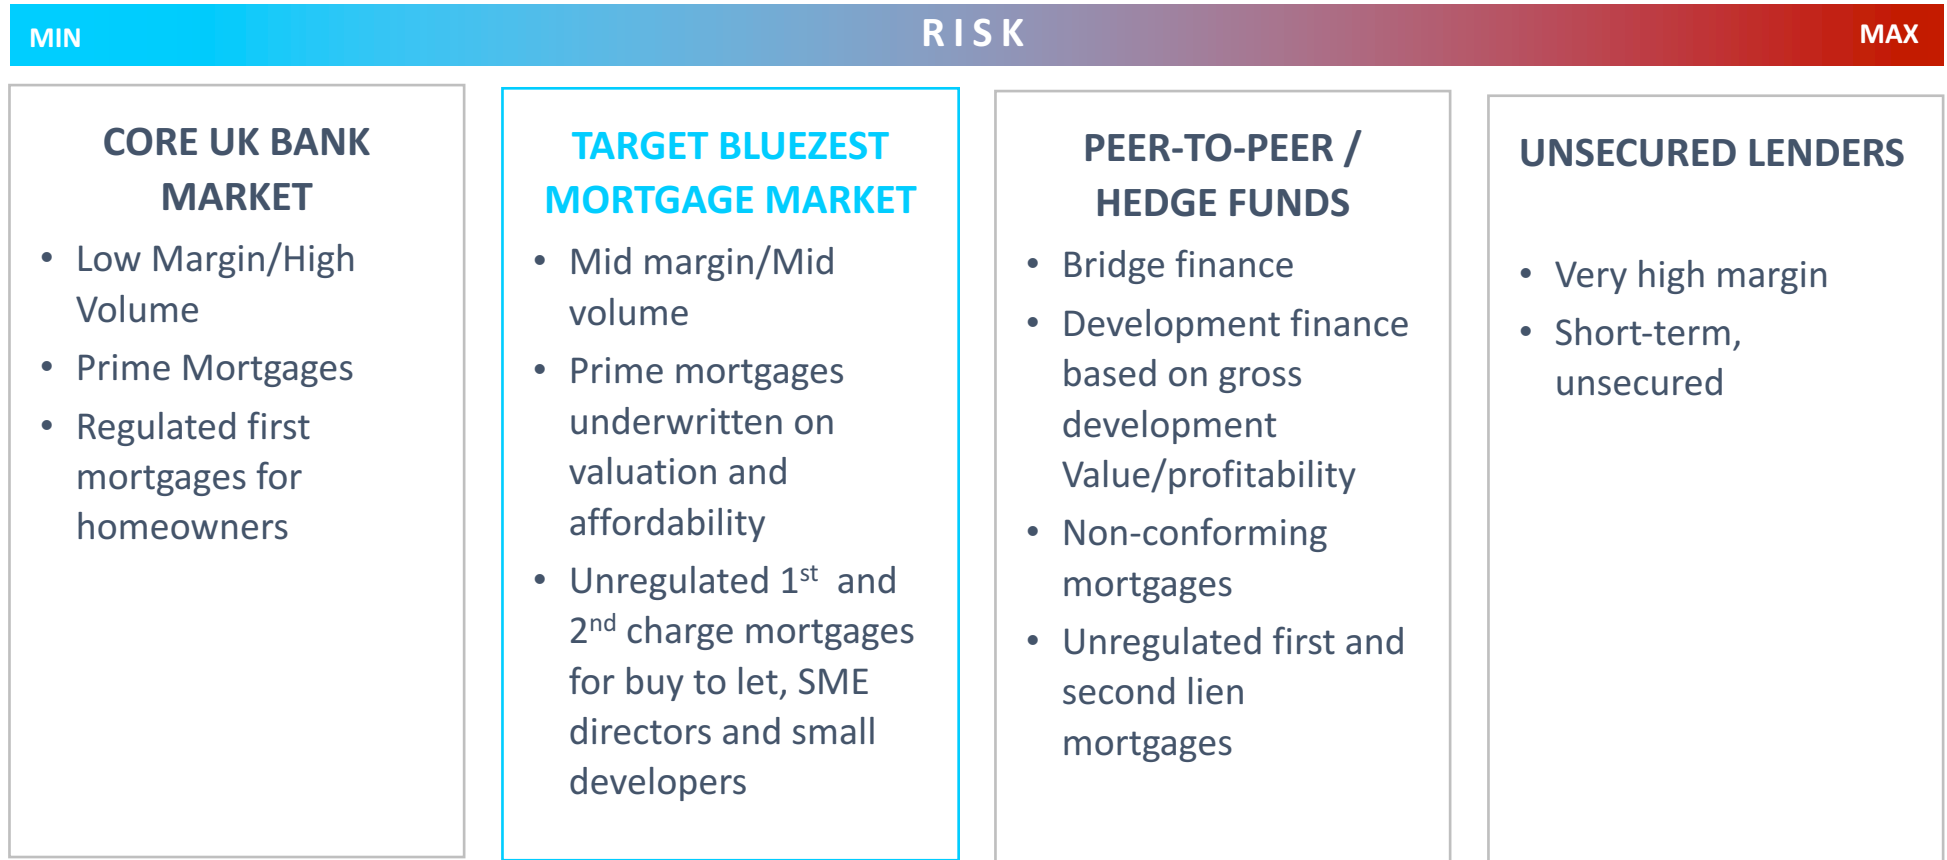 MIN RISK MAX
CORE UK BANK
MARKET
• Low Margin/High
Volume
• Prime Mortgages
• Regulated first
mortgages for
homeowners
TARGET BLUEZEST
MORTGAGE MARKET
• Mid margin/Mid
volume
• Prime mortgages
underwritten on
valuation and
affordability
• Unregulated 1st and
2nd charge mortgages
for buy to let, SME
directors and small
developers
PEER-TO-PEER /
HEDGE FUNDS
• Bridge finance
• Development finance
based on gross
development
Value/profitability
• Non-conforming
mortgages
• Unregulated first and
second lien
mortgages
UNSECURED LENDERS
• Very high margin
• Short-term,
unsecured